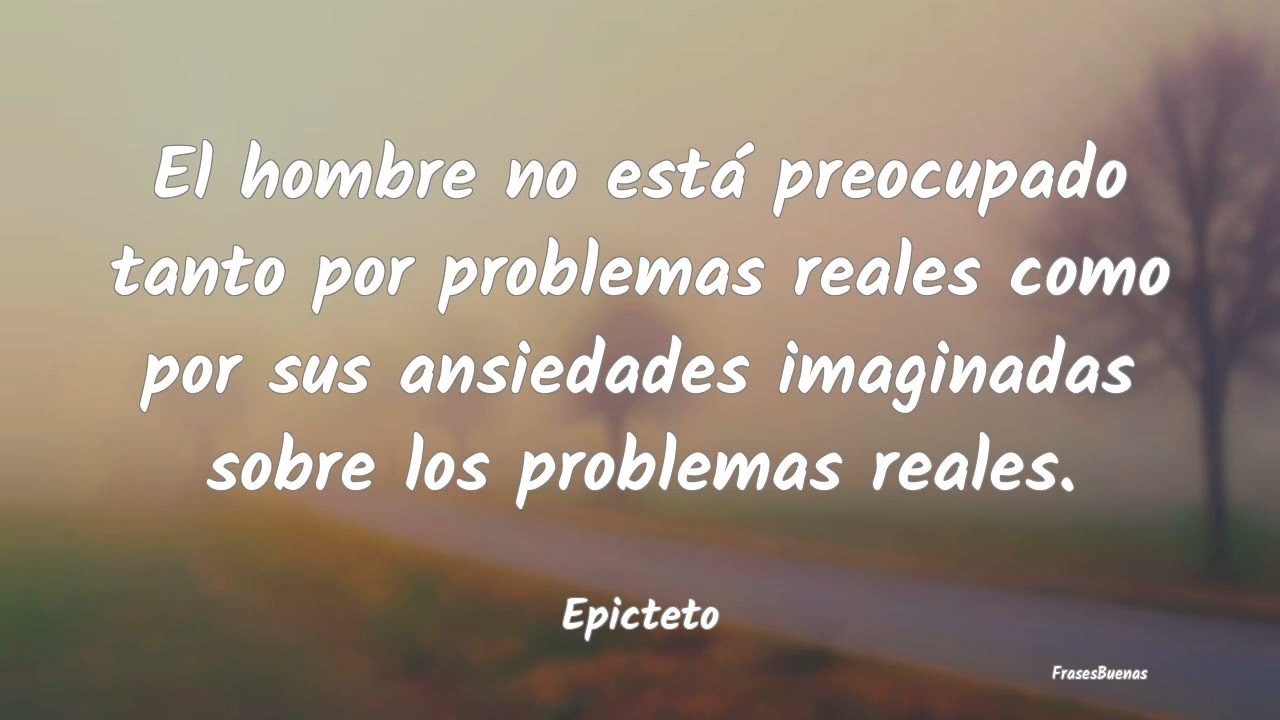 El hombre no está preocupado
tanto por problemas reales como
por sus ansiedades imaginadas
sobre los problemas reales.
Epicteto
FrasesBuenas